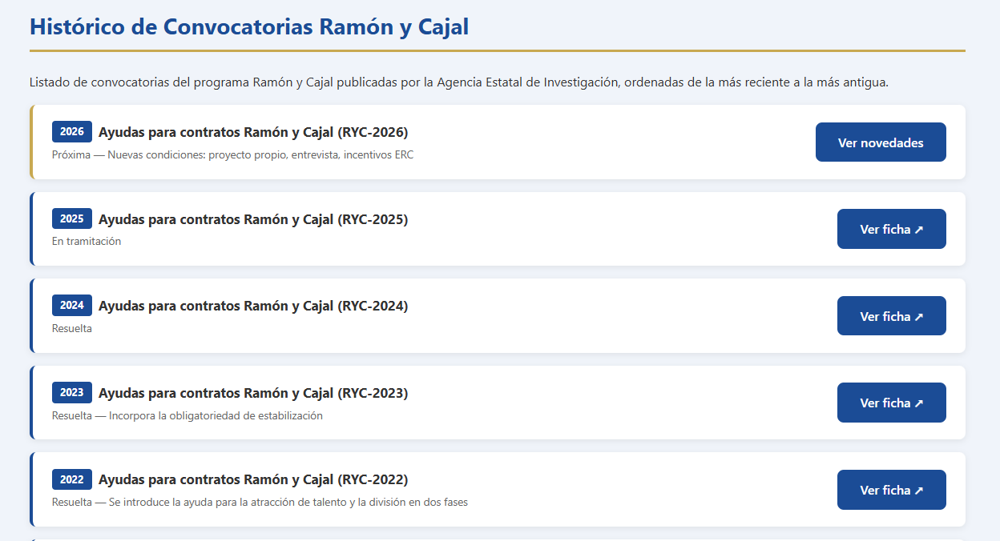 Histórico de Convocatorias Ramón y Cajal
Listado de convocatorias del programa Ramón y Cajal publicadas por la Agencia Estatal de Investigación, ordenadas de la más reciente a la más antigua.
2026 Ayudas para contratos Ramón y Cajal (RYC-2026)
Próxima — Nuevas condiciones: proyecto propio, entrevista, incentivos ERC
Ver novedades
2025 Ayudas para contratos Ramón y Cajal (RYC-2025)
En tramitación
Ver ficha ↗
2024 Ayudas para contratos Ramón y Cajal (RYC-2024)
Resuelta
Ver ficha ↗
2023 Ayudas para contratos Ramón y Cajal (RYC-2023)
Resuelta — Incorpora la obligatoriedad de estabilización
Ver ficha ↗
2022 Ayudas para contratos Ramón y Cajal (RYC-2022)
Resuelta — Se introduce la ayuda para la atracción de talento y la división en dos fases
Ver ficha ↗